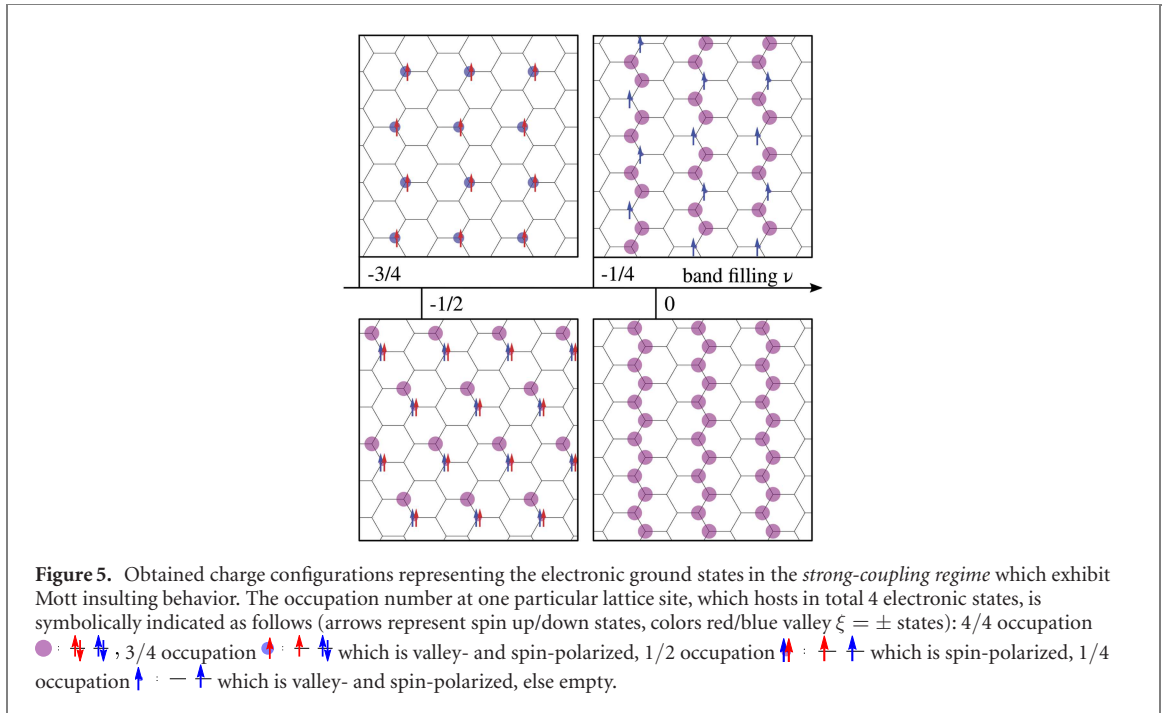 -3/4
-1/4
band filling ν
-1/2
0
Figure 5. Obtained charge configurations representing the electronic ground states in the strong-coupling regime which exhibit
Mott insulting behavior. The occupation number at one particular lattice site, which hosts in total 4 electronic states, is
symbolically indicated as follows (arrows represent spin up/down states, colors red/blue valley ξ = ± states): 4/4 occupation
: , 3/4 occupation : which is valley- and spin-polarized, 1/2 occupation : which is spin-polarized, 1/4
occupation : – which is valley- and spin-polarized, else empty.